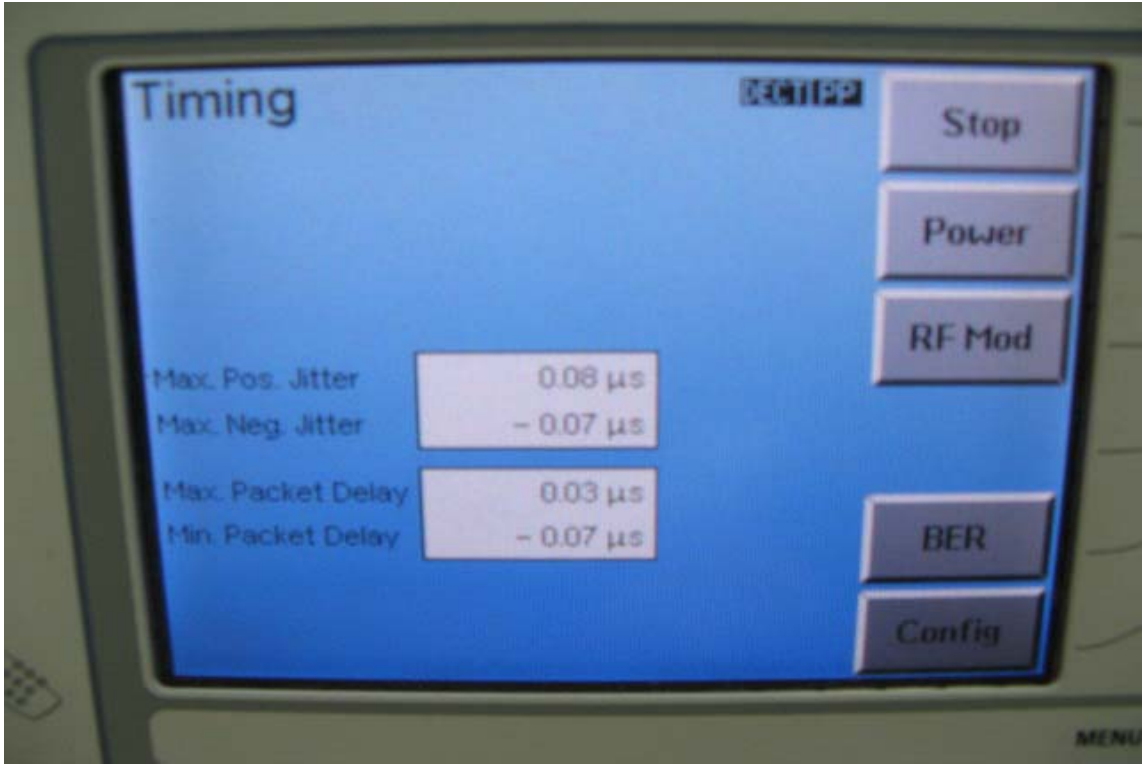 Timing
DECT PP
Stop
Power
RF Mod
Max. Pos. Jitter 0.08 µs
Max. Neg. Jitter – 0.07 µs
Max. Packet Delay 0.03 µs
Min. Packet Delay – 0.07 µs
BER
Config
MENU